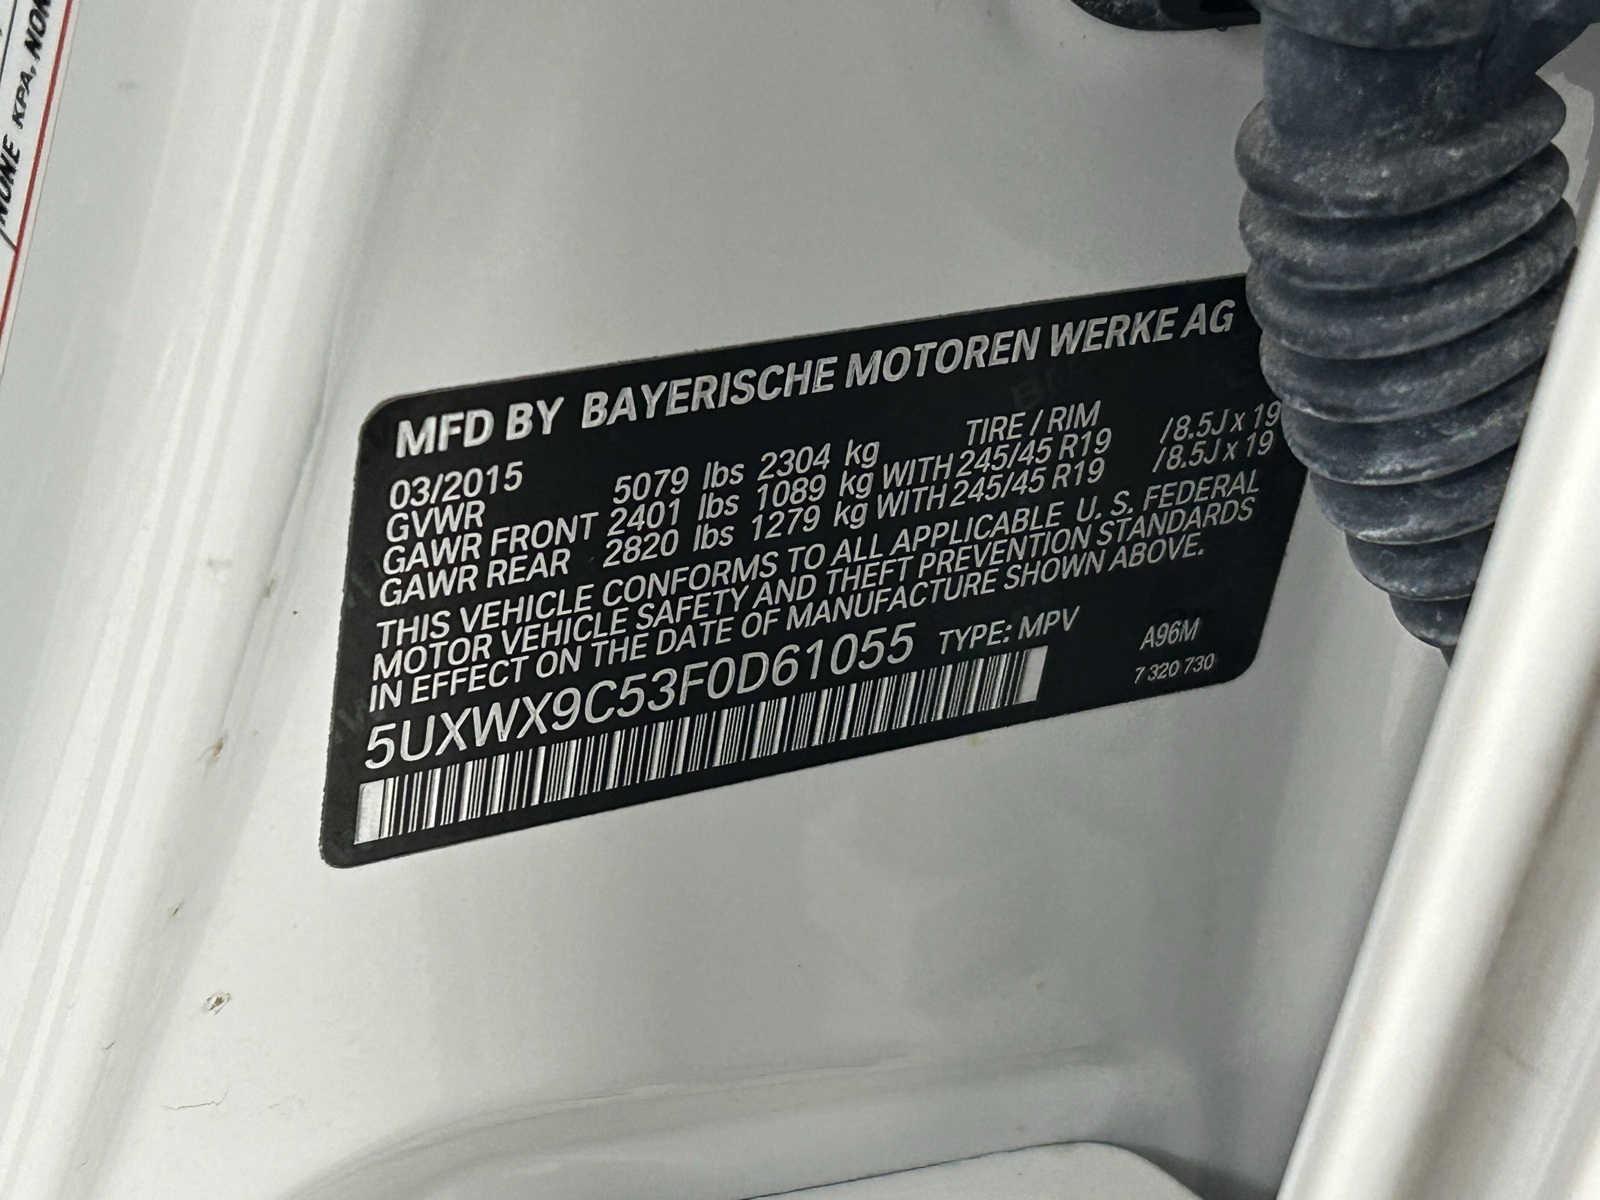 NONE KPA, NON
MFD BY BAYERISCHE MOTOREN WERKE AG
03/2015 TIRE / RIM
GVWR 5079 lbs 2304 kg
GAWR FRONT 2401 lbs 1089 kg WITH 245/45 R19 /8.5J x 19
GAWR REAR 2820 lbs 1279 kg WITH 245/45 R19 /8.5J x 19
THIS VEHICLE CONFORMS TO ALL APPLICABLE U. S. FEDERAL
MOTOR VEHICLE SAFETY AND THEFT PREVENTION STANDARDS
IN EFFECT ON THE DATE OF MANUFACTURE SHOWN ABOVE.
5UXWX9C53F0D61055 TYPE: MPV A96M
7 320 730